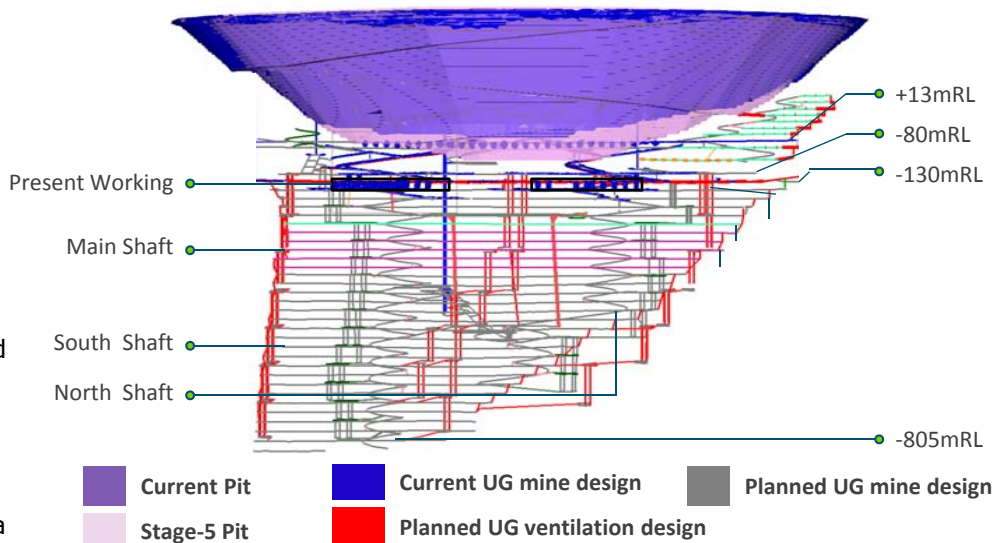 +13mRL
-80mRL
-130mRL
Present Working
Main Shaft
d
South Shaft
North Shaft
-805mRL
Current Pit
Current UG mine design
Planned UG mine design
Stage-5 Pit
Planned UG ventilation design
a